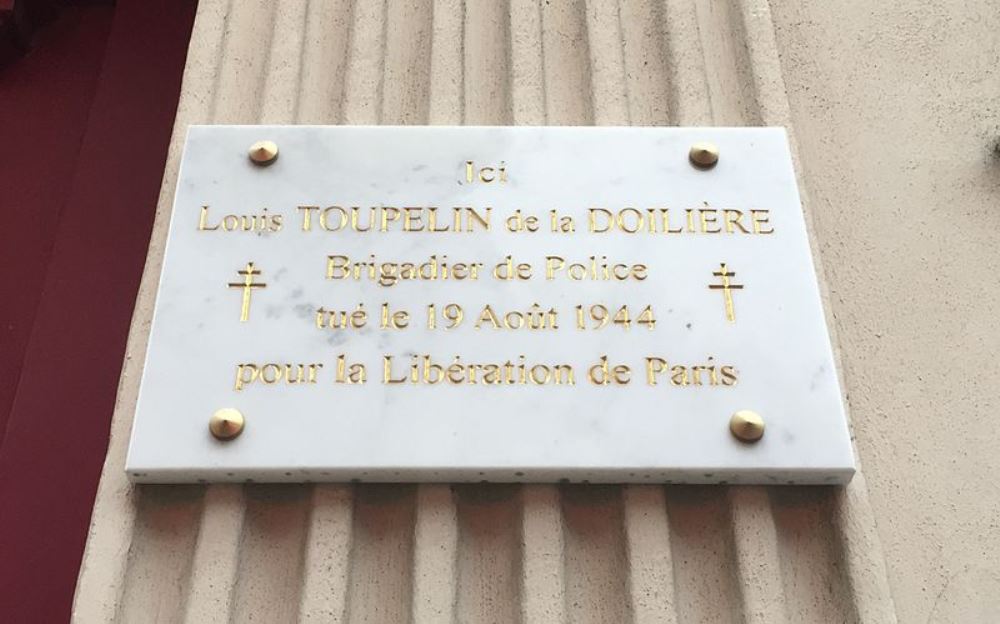 Ici
Louis TOUPELIN de la DOILIÈRE
Brigadier de Police
tué le 19 Août 1944
pour la Libération de Paris